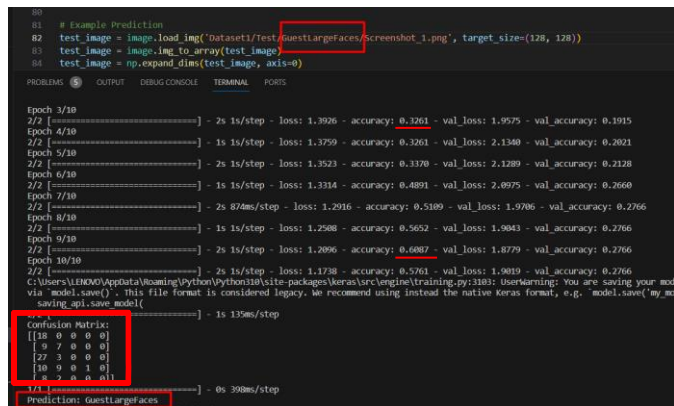 80
81 # Example Prediction
82 test_image = image.load_img('Dataset1/Test/GuestLargeFaces/Screenshot_1.png', target_size=(128, 128))
83 test_image = image.img_to_array(test_image)
84 test_image = np.expand_dims(test_image, axis=0)
PROBLEMS 5 OUTPUT DEBUG CONSOLE TERMINAL PORTS
Epoch 3/10
2/2 [==============================] - 2s 1s/step - loss: 1.3926 - accuracy: 0.3261 - val_loss: 1.9575 - val_accuracy: 0.1915
Epoch 4/10
2/2 [==============================] - 1s 1s/step - loss: 1.3759 - accuracy: 0.3261 - val_loss: 2.1340 - val_accuracy: 0.2021
Epoch 5/10
2/2 [==============================] - 2s 1s/step - loss: 1.3523 - accuracy: 0.3370 - val_loss: 2.1289 - val_accuracy: 0.2128
Epoch 6/10
2/2 [==============================] - 1s 1s/step - loss: 1.3314 - accuracy: 0.4891 - val_loss: 2.0975 - val_accuracy: 0.2660
Epoch 7/10
2/2 [==============================] - 2s 874ms/step - loss: 1.2916 - accuracy: 0.5109 - val_loss: 1.9706 - val_accuracy: 0.2766
Epoch 8/10
2/2 [==============================] - 1s 1s/step - loss: 1.2508 - accuracy: 0.5652 - val_loss: 1.9043 - val_accuracy: 0.2766
Epoch 9/10
2/2 [==============================] - 2s 1s/step - loss: 1.2096 - accuracy: 0.6087 - val_loss: 1.8779 - val_accuracy: 0.2766
Epoch 10/10
2/2 [==============================] - 2s 1s/step - loss: 1.1738 - accuracy: 0.5761 - val_loss: 1.9019 - val_accuracy: 0.2766
C:\Users\LENOVO\AppData\Roaming\Python\Python310\site-packages\keras\src\engine\training.py:3103: UserWarning: You are saving your mod
via `model.save()`. This file format is considered legacy. We recommend using instead the native Keras format, e.g. `model.save('my_mo
saving_api.save_model(
==================] - 1s 135ms/step
Confusion Matrix:
[[18 0 0 0 0]
[ 9 7 0 0 0]
[27 3 0 0 0]
[10 9 0 1 0]
[ 8 2 0 0 0]]
1/1 [==============================] - 0s 398ms/step
Prediction: GuestLargeFaces